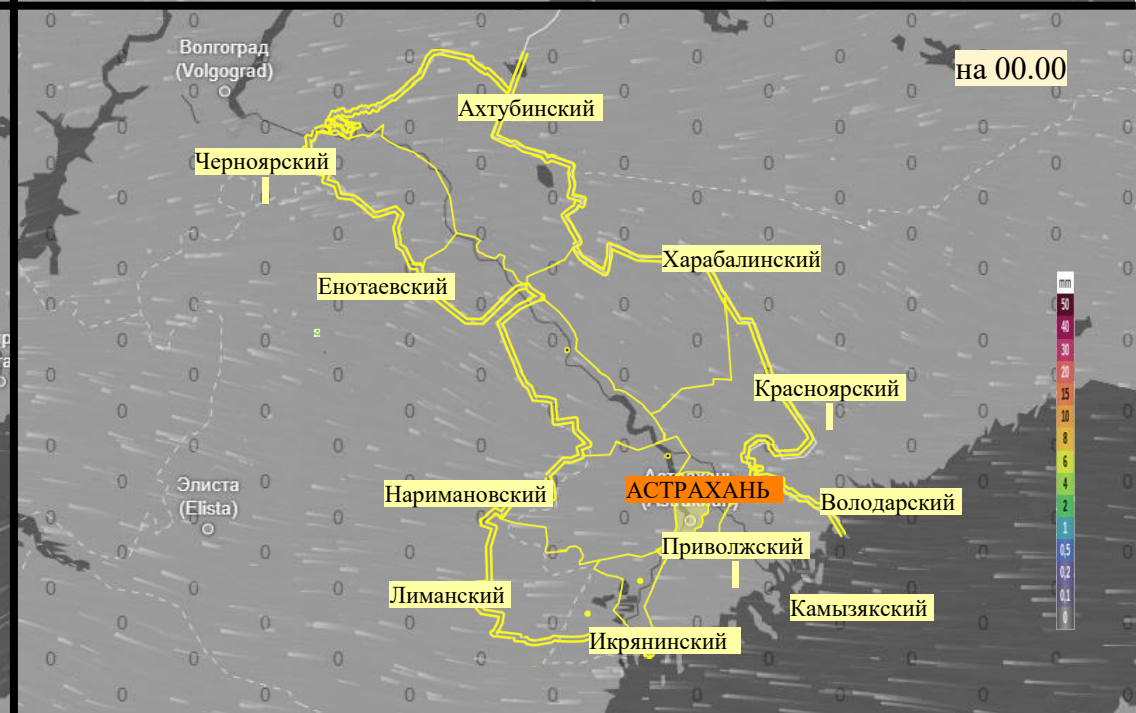 на 00.00
Волгоград
(Volgograd)
Ахтубинский
Черноярский
Харабалинский
Енотаевский
mm
50
40
30
20
15
10
8
6
4
2
1
0,5
0,2
0,1
0
Красноярский
Элиста
(Elista)
Наримановский
АСТРАХАНЬ
Володарский
Приволжский
Лиманский
Камызякский
Икрянинский